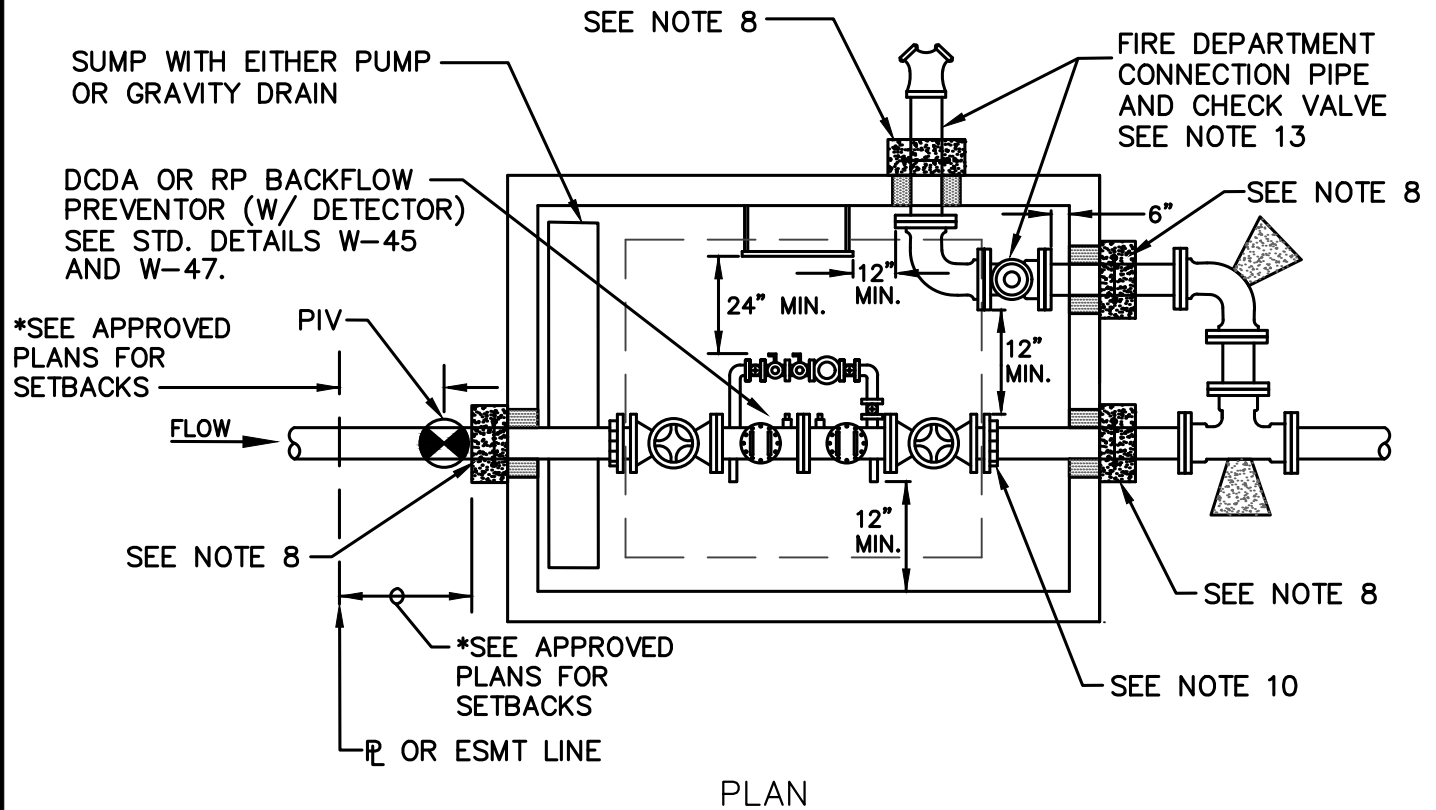 SEE NOTE 8
SUMP WITH EITHER PUMP
OR GRAVITY DRAIN
FIRE DEPARTMENT
CONNECTION PIPE
AND CHECK VALVE
SEE NOTE 13
DCDA OR RP BACKFLOW
PREVENTOR (W/ DETECTOR)
SEE STD. DETAILS W-45
AND W-47.
SEE NOTE 8
6"
12"
MIN.
24" MIN.
*SEE APPROVED
PLANS FOR
SETBACKS
PIV
12"
MIN.
FLOW
12"
MIN.
SEE NOTE 8
SEE NOTE 8
*SEE APPROVED
PLANS FOR
SETBACKS
SEE NOTE 10
PL OR ESMT LINE
PLAN